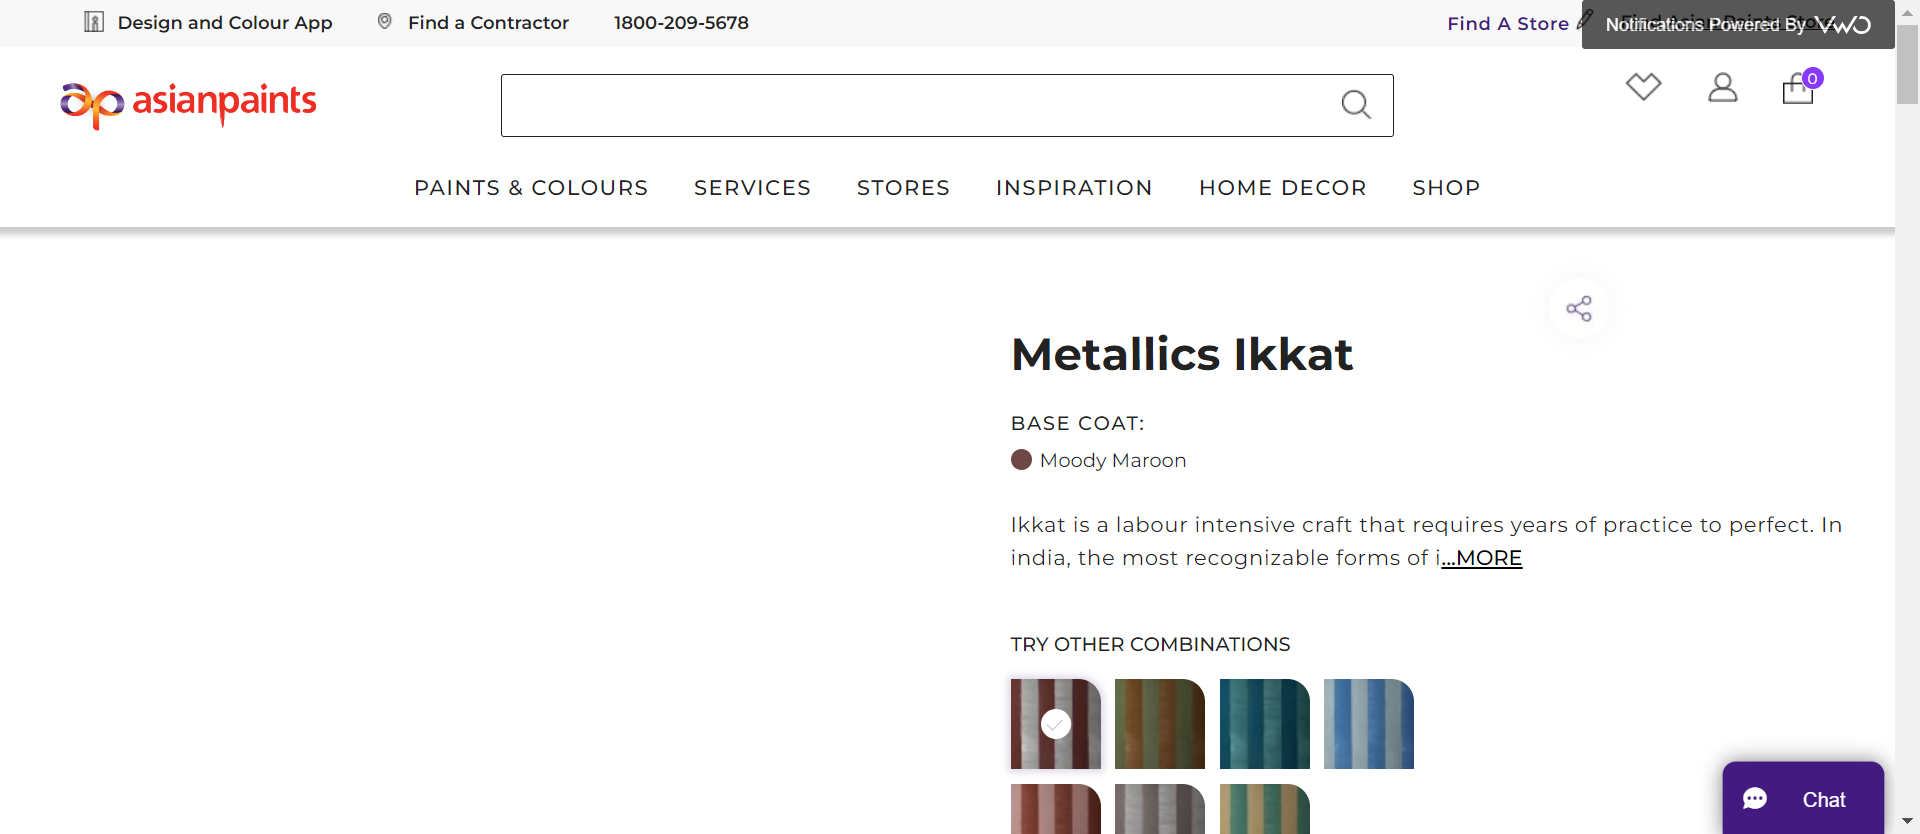 Design and Colour App
Find a Contractor
1800-209-5678
Find A Store
Notifications Powered By VWO
asianpaints
0
PAINTS & COLOURS
SERVICES
STORES
INSPIRATION
HOME DECOR
SHOP
Metallics Ikkat
BASE COAT:
Moody Maroon
Ikkat is a labour intensive craft that requires years of practice to perfect. In
india, the most recognizable forms of i...MORE
TRY OTHER COMBINATIONS
Chat